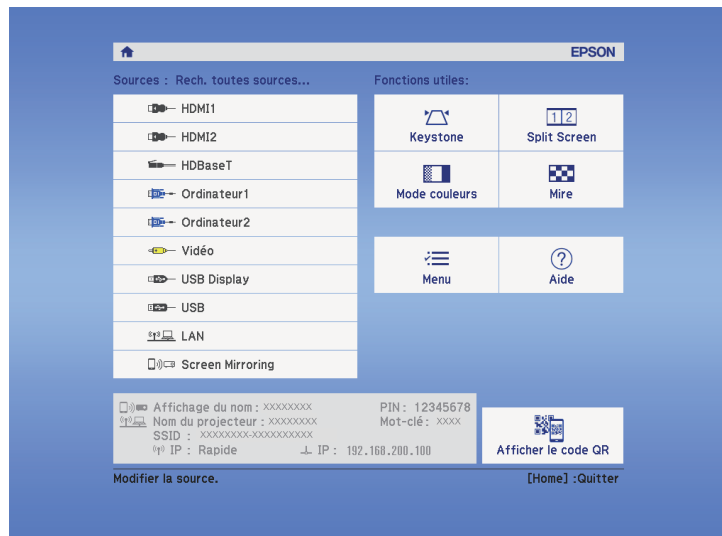 EPSON
Sources : Rech. toutes sources...
HDMI1
HDMI2
HDBaseT
Ordinateur1
Ordinateur2
Vidéo
USB Display
USB
LAN
Screen Mirroring
Fonctions utiles:
Keystone
1 2
Split Screen
Mode couleurs
Mire
Menu
?
Aide
Affichage du nom : XXXXXXXX
PIN : 12345678
Nom du projecteur : XXXXXXXX
Mot-clé : XXXX
SSID : XXXXXXXX-XXXXXXXXXX
IP : Rapide
IP : 192.168.200.100
Afficher le code QR
Modifier la source.
[Home] :Quitter